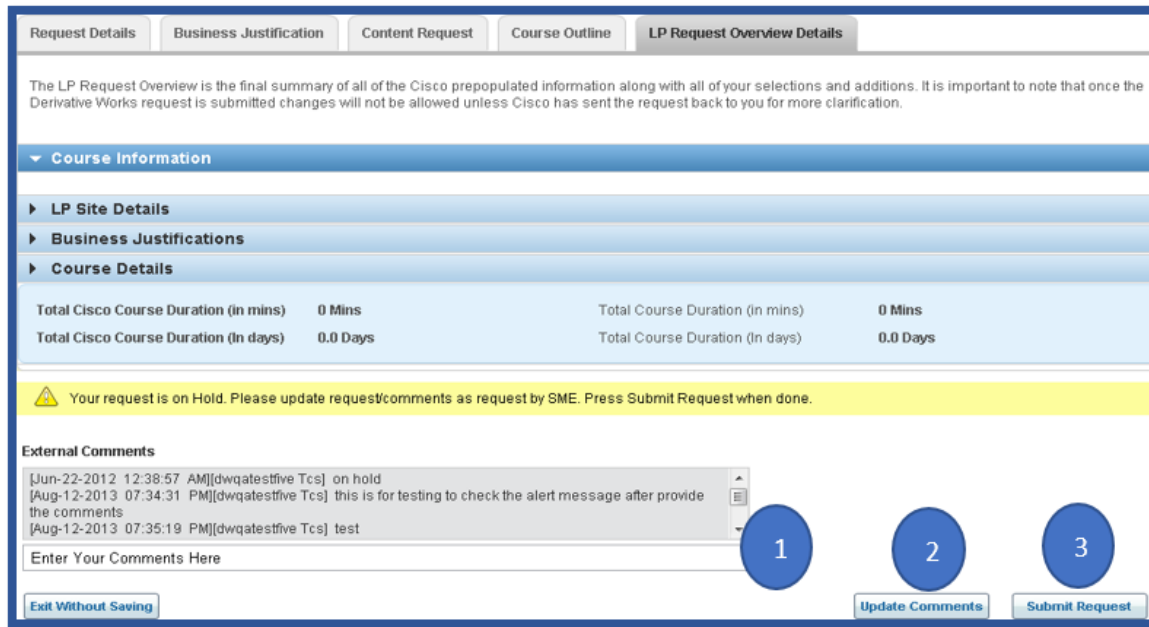 Request Details Business Justification Content Request Course Outline LP Request Overview Details
The LP Request Overview is the final summary of all of the Cisco prepopulated information along with all of your selections and additions. It is important to note that once the
Derivative Works request is submitted changes will not be allowed unless Cisco has sent the request back to you for more clarification.
Course Information
LP Site Details
Business Justifications
Course Details
Total Cisco Course Duration (in mins) 0 Mins Total Course Duration (in mins) 0 Mins
Total Cisco Course Duration (In days) 0.0 Days Total Course Duration (In days) 0.0 Days
Your request is on Hold. Please update request/comments as request by SME. Press Submit Request when done.
External Comments
[Jun-22-2012 12:38:57 AM][dwqatestfive Tcs] on hold
[Aug-12-2013 07:34:31 PM][dwqatestfive Tcs] this is for testing to check the alert message after provide
the comments
[Aug-12-2013 07:35:19 PM][dwqatestfive Tcs] test
Enter Your Comments Here
1 2 3
Exit Without Saving Update Comments Submit Request